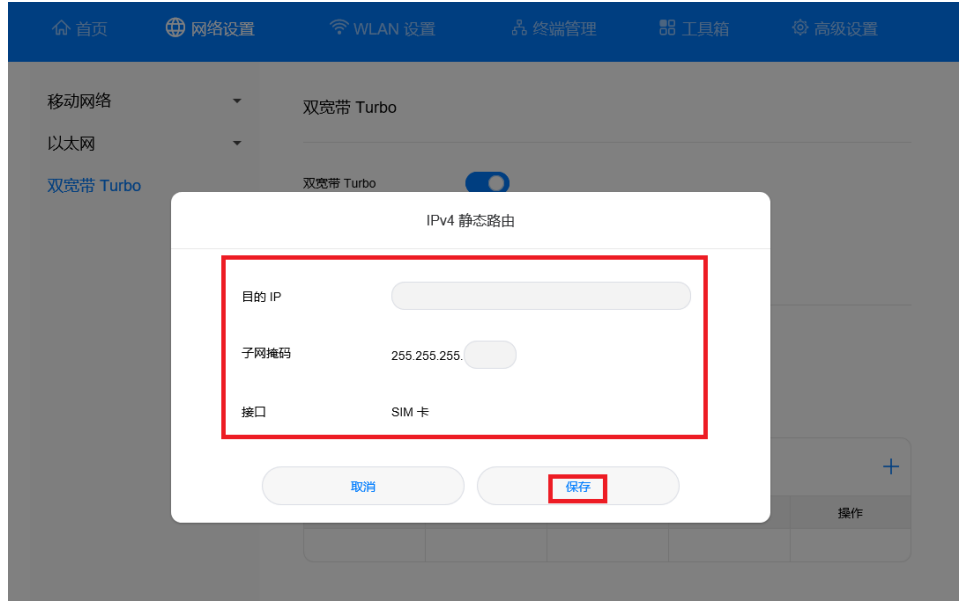 首页 网络设置 WLAN 设置 终端管理 工具箱 高级设置
移动网络
双宽带 Turbo
以太网
双宽带 Turbo
双宽带 Turbo
IPv4 静态路由
目的 IP
子网掩码 255.255.255.
接口 SIM 卡
取消 保存
操作